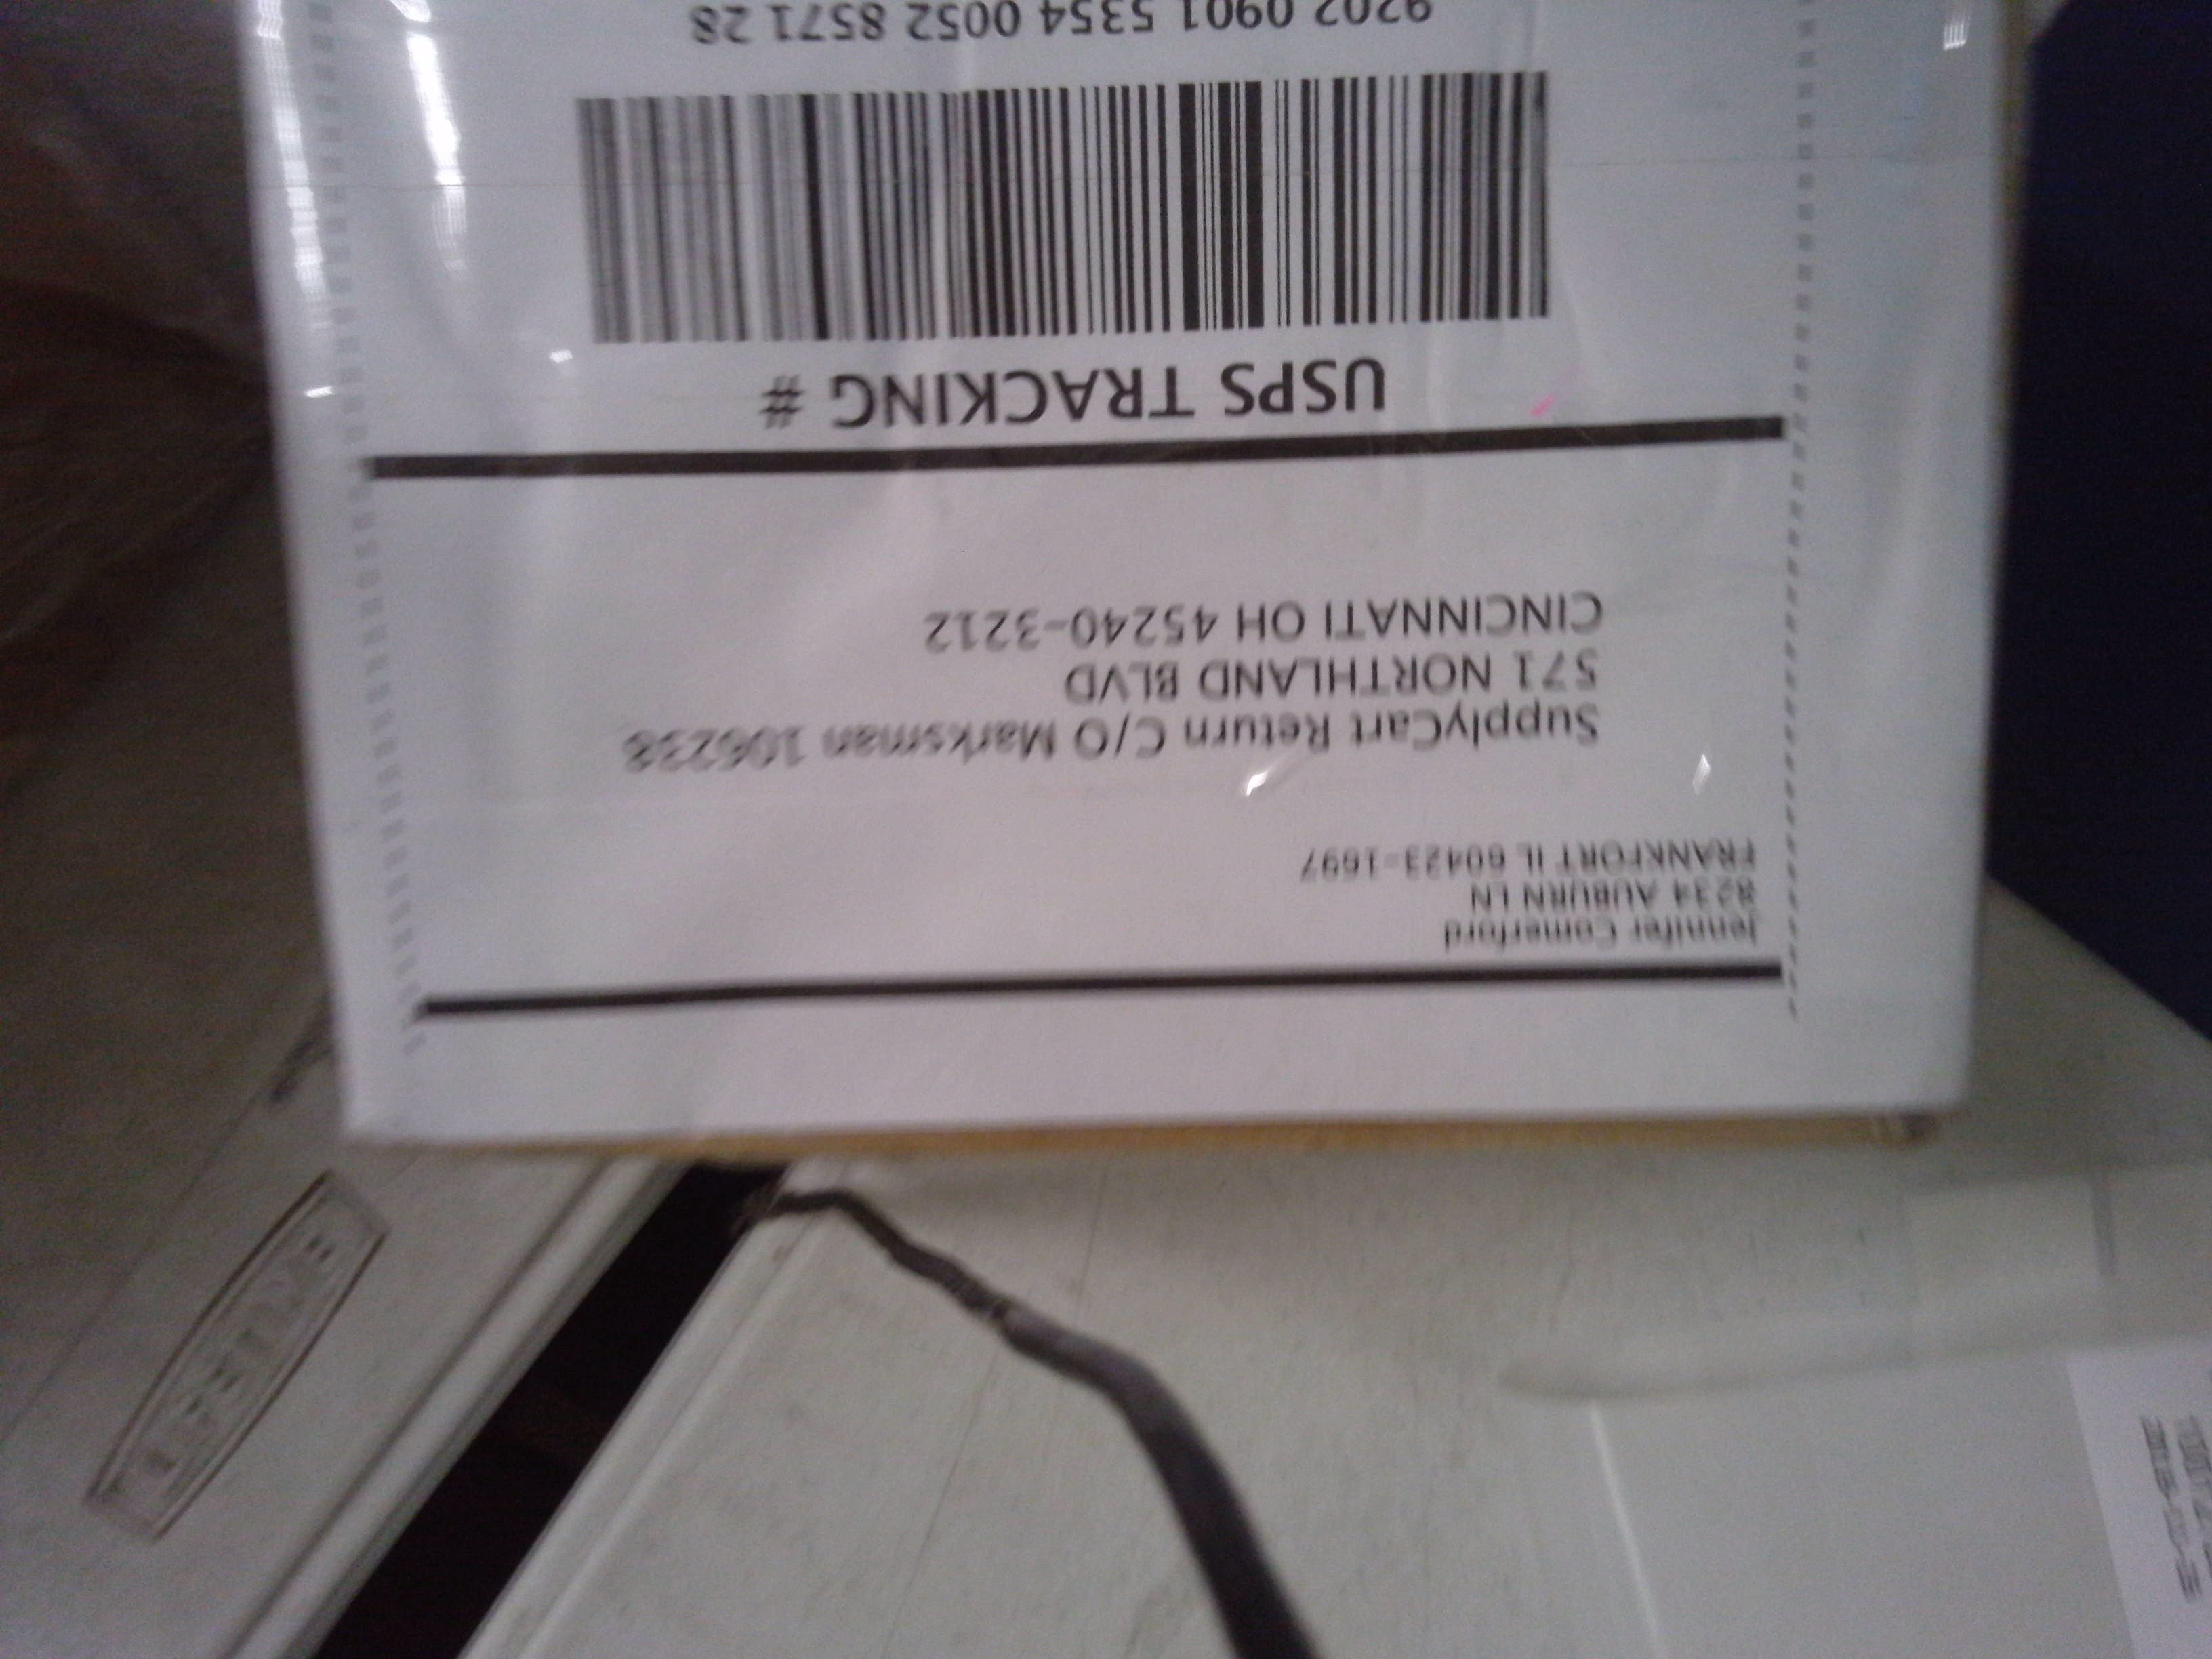 Jennifer Comerford
8234 AUBURN LN
FRANKFORT IL 60423-1697
SupplyCart Return C/O Marksman 106238
571 NORTHLAND BLVD
CINCINNATI OH 45240-3212
USPS TRACKING #
9202 0901 5354 0052 8571 28